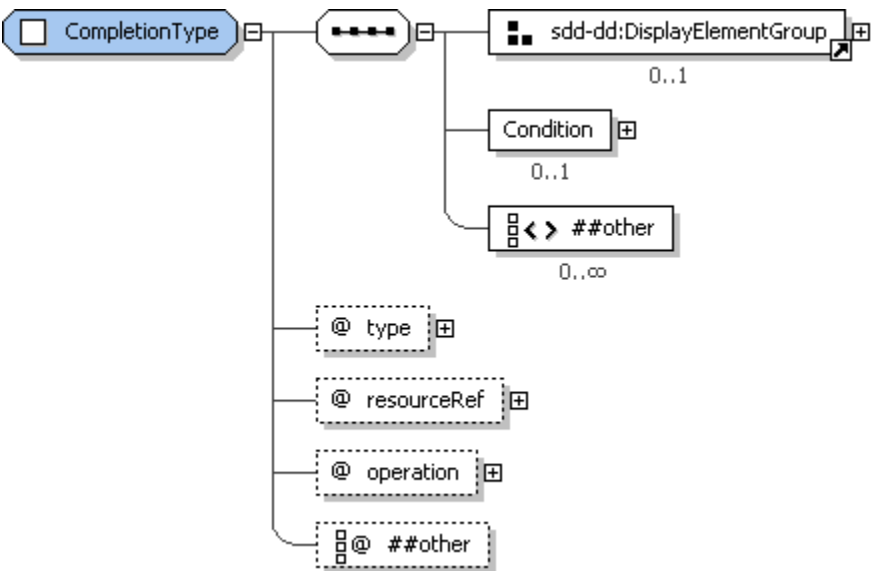 CompletionType
sdd-dd:DisplayElementGroup
0..1
Condition
0..1
< > ##other
0..∞
@ type
@ resourceRef
@ operation
@ ##other